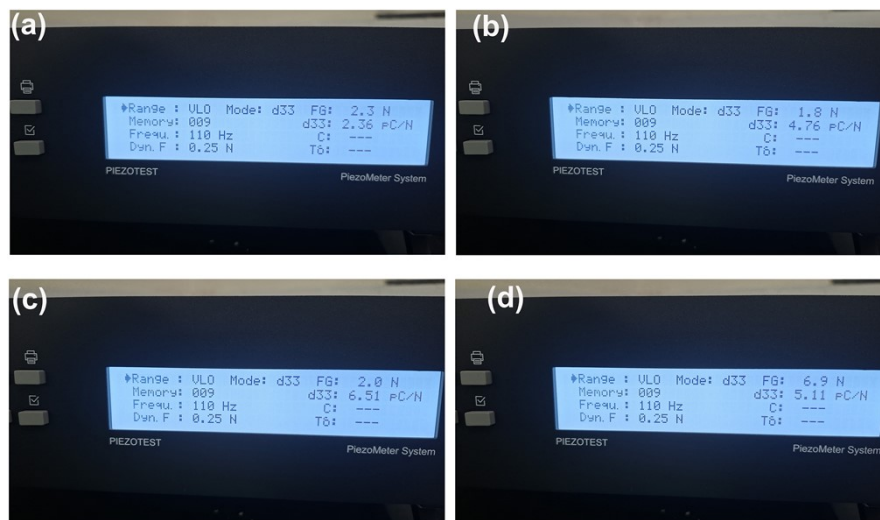 (a)
♦Range : VLO Mode: d33 FG: 2.3 N
Memory: 009 d33: 2.36 pC/N
Frequ.: 110 Hz C: ---
Dyn.F : 0.25 N Tδ: ---
PIEZOTEST
PiezoMeter System
(b)
♦Range : VLO Mode: d33 FG: 1.8 N
Memory: 009 d33: 4.76 pC/N
Frequ.: 110 Hz C: ---
Dyn.F : 0.25 N Tδ: ---
PIEZOTEST
PiezoMeter System
(c)
♦Range : VLO Mode: d33 FG: 2.0 N
Memory: 009 d33: 6.51 pC/N
Frequ.: 110 Hz C: ---
Dyn.F : 0.25 N Tδ: ---
PIEZOTEST
PiezoMeter System
(d)
♦Range : VLO Mode: d33 FG: 6.9 N
Memory: 009 d33: 5.11 pC/N
Frequ.: 110 Hz C: ---
Dyn.F : 0.25 N Tδ: ---
PIEZOTEST
PiezoMeter System